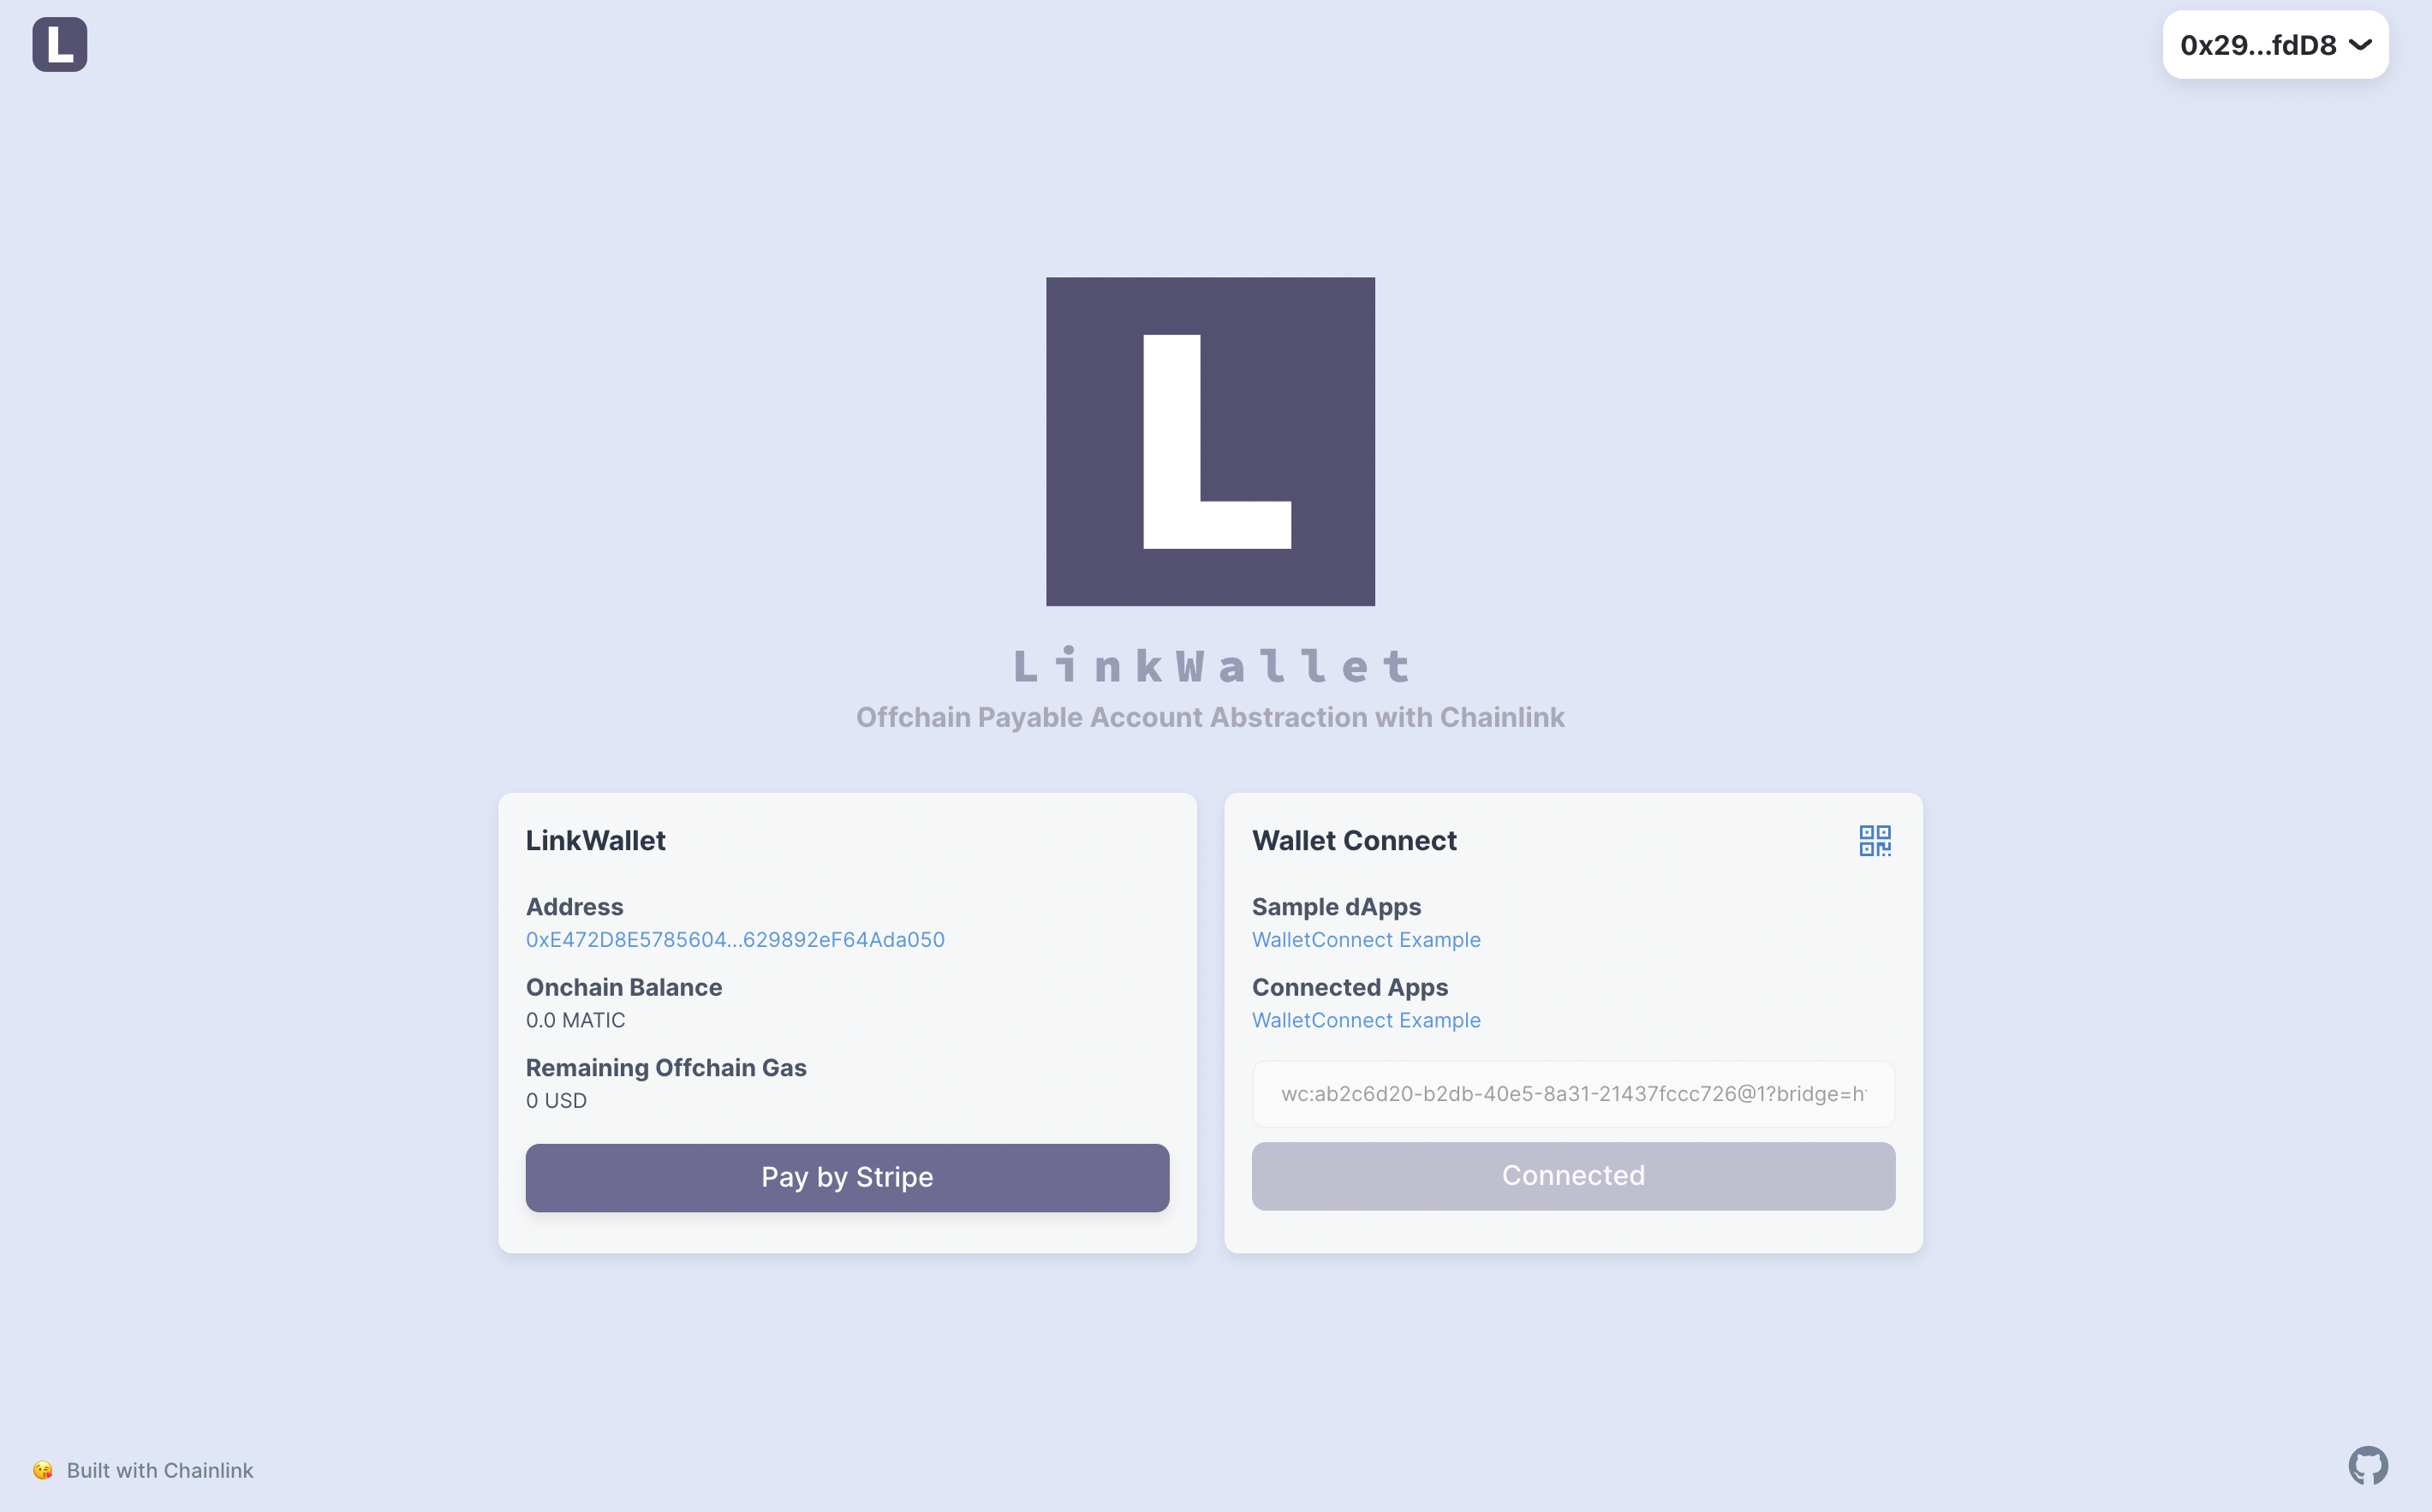 L
0x29...fdD8
L
LinkWallet
Offchain Payable Account Abstraction with Chainlink
LinkWallet
Address
0xE472D8E5785604...629892eF64Ada050
Onchain Balance
0.0 MATIC
Remaining Offchain Gas
0 USD
Pay by Stripe
Wallet Connect
Sample dApps
WalletConnect Example
Connected Apps
WalletConnect Example
wc:ab2c6d20-b2db-40e5-8a31-21437fccc726@1?bridge=h
Connected
😘 Built with Chainlink